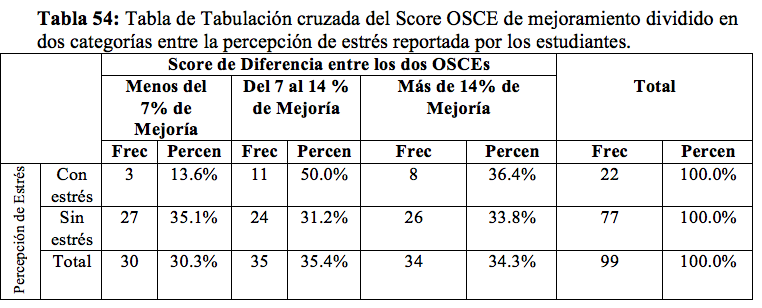 Tabla 54: Tabla de Tabulación cruzada del Score OSCE de mejoramiento dividido en
dos categorías entre la percepción de estrés reportada por los estudiantes.
Score de Diferencia entre los dos OSCEs
Total
Menos del
7% de
Mejoría
Del 7 al 14 %
de Mejoría
Más de 14% de
Mejoría
Frec Percen Frec Percen Frec Percen Frec Percen
Percepción de Estrés
Con
estrés
3 13.6% 11 50.0% 8 36.4% 22 100.0%
Sin
estrés
27 35.1% 24 31.2% 26 33.8% 77 100.0%
Total 30 30.3% 35 35.4% 34 34.3% 99 100.0%